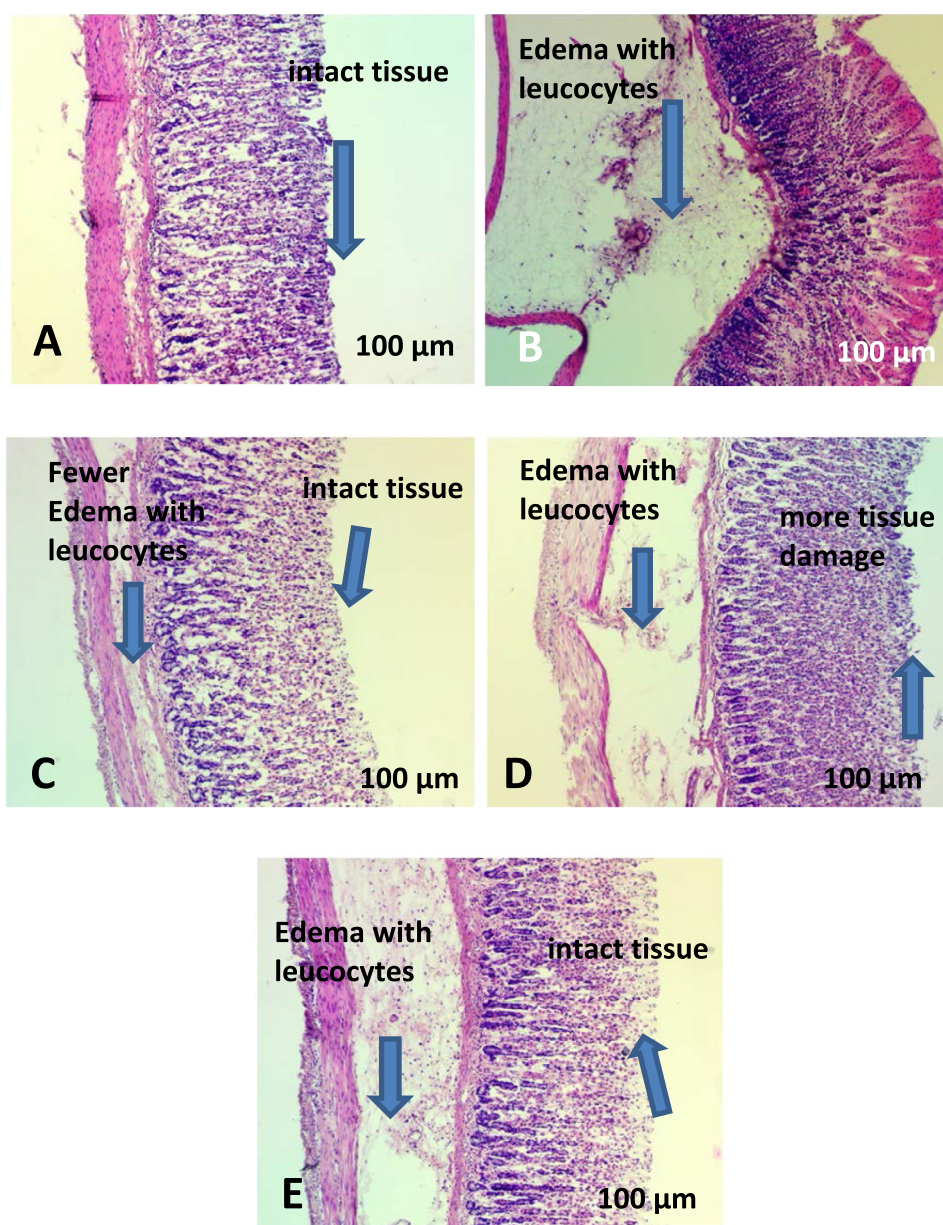 intact tissue
A
100 µm
Edema with
leucocytes
B
100 µm
Fewer
Edema with
leucocytes
intact tissue
C
100 µm
Edema with
leucocytes
more tissue
damage
D
100 µm
Edema with
leucocytes
intact tissue
E
100 µm